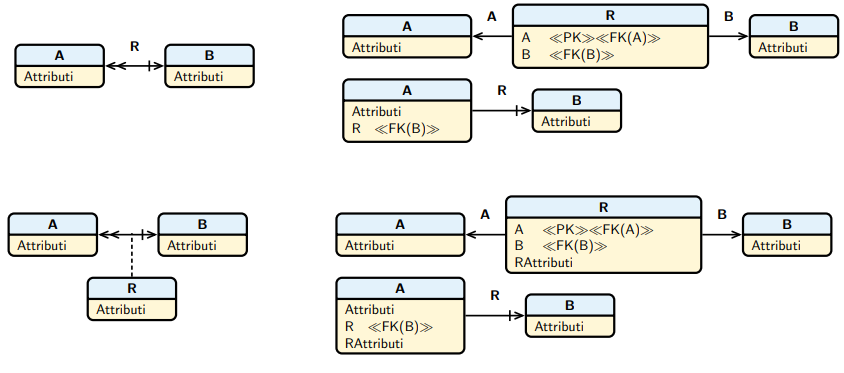 A
Attributi
R
B
Attributi
A
Attributi
A
R
A ≪PK≫≪FK(A)≫
B ≪FK(B)≫
B
B
Attributi
A
Attributi
R ≪FK(B)≫
R
B
Attributi
A
Attributi
B
Attributi
R
Attributi
A
Attributi
A
R
A ≪PK≫≪FK(A)≫
B ≪FK(B)≫
RAttributi
B
B
Attributi
A
Attributi
R ≪FK(B)≫
RAttributi
R
B
Attributi